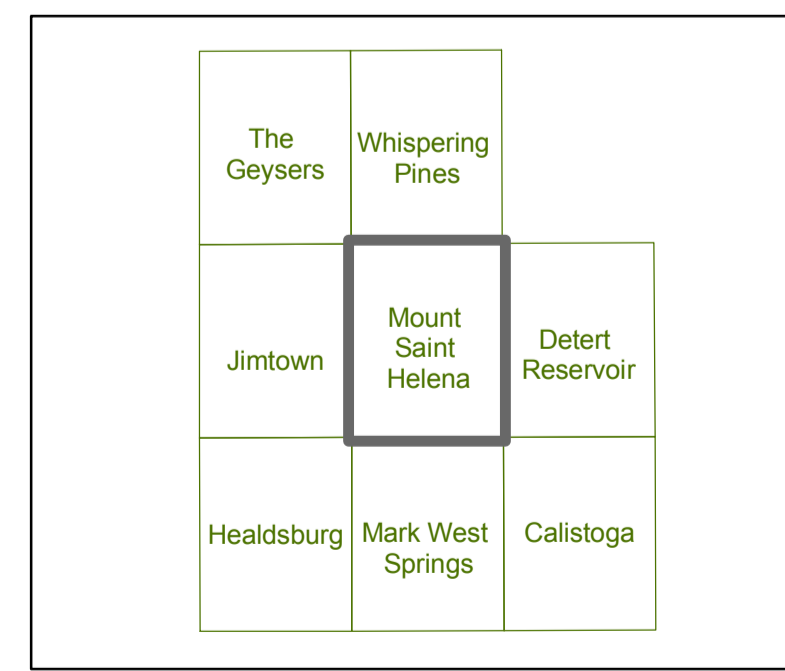 The
Geysers
Whispering
Pines
Jimtown
Mount
Saint
Helena
Detert
Reservoir
Healdsburg
Mark West
Springs
Calistoga